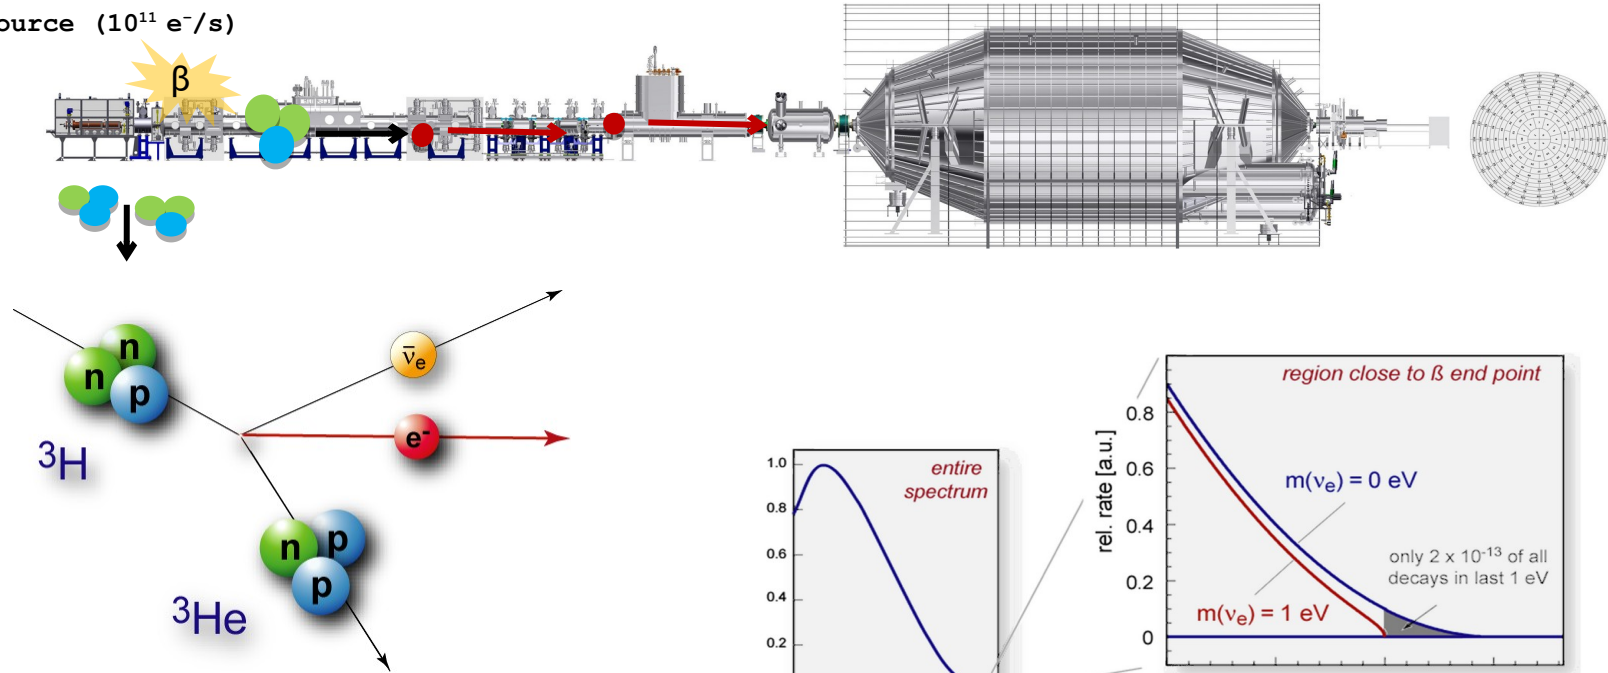 ource (10¹¹ e⁻/s)
β
n
n
p
³H
ν̄ₑ
e⁻
n
p
p
³He
entire
spectrum
1.0
0.8
0.6
0.4
0.2
region close to ß end point
rel. rate [a.u.]
0.8
0.6
0.4
0.2
0
m(νₑ) = 0 eV
only 2 x 10⁻¹³ of all
decays in last 1 eV
m(νₑ) = 1 eV